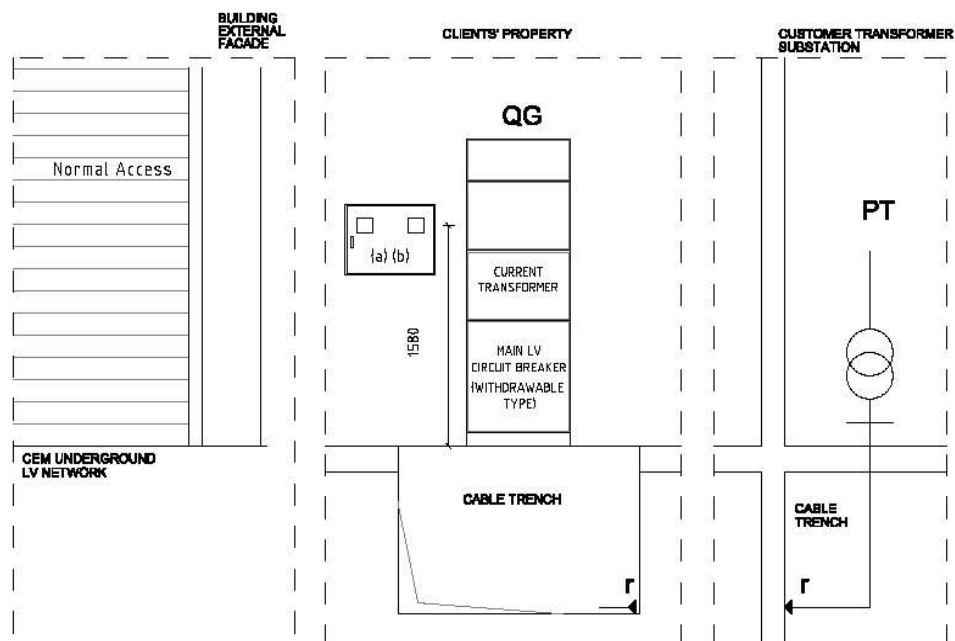 BUILDING
EXTERNAL
FACADE
CLIENTS' PROPERTY
CUSTOMER TRANSFORMER
SUBSTATION
QG
Normal Access
PT
(a) (b)
CURRENT
TRANSFORMER
1580
MAIN LV
CIRCUIT BREAKER
(WITHDRAWABLE
TYPE)
CEM UNDERGROUND
LV NETWORK
CABLE TRENCH
CABLE
TRENCH
r
r